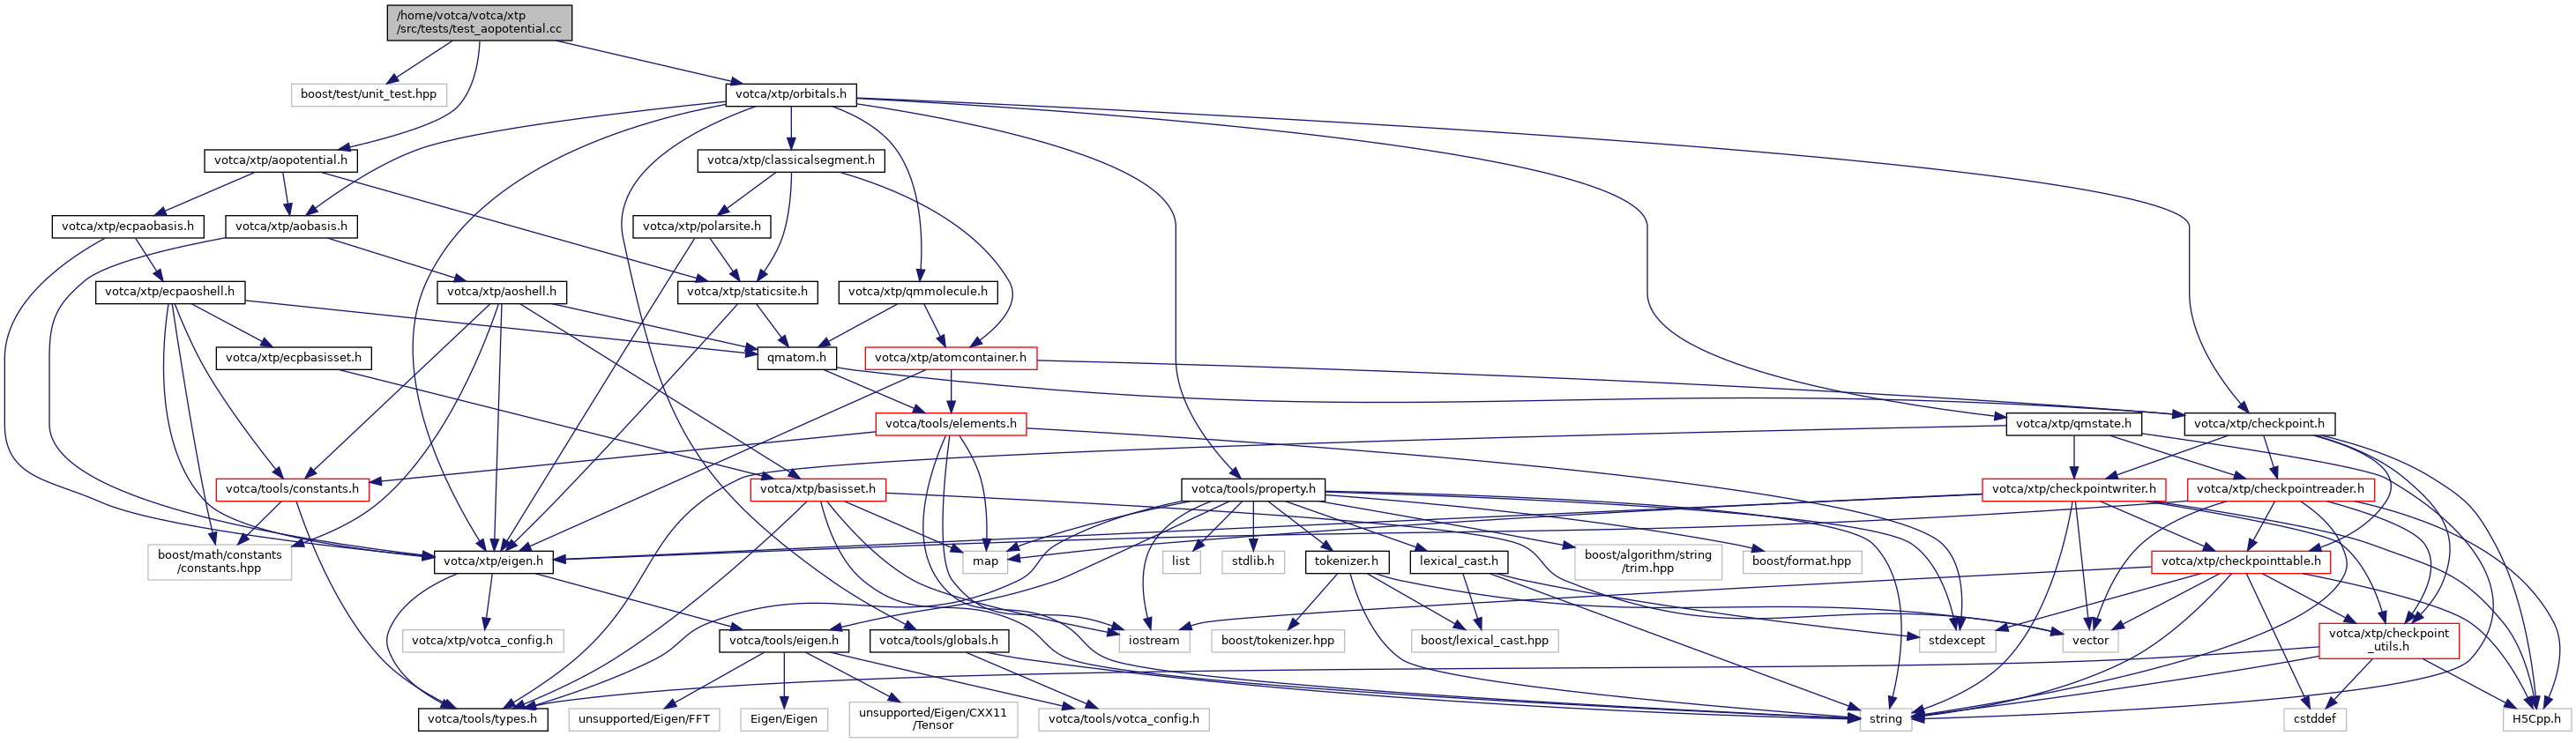 /home/votca/votca/xtp
/src/tests/test_aopotential.cc
boost/test/unit_test.hpp
votca/xtp/orbitals.h
votca/xtp/aopotential.h
votca/xtp/classicalsegment.h
votca/xtp/ecpaobasis.h
votca/xtp/aobasis.h
votca/xtp/polarsite.h
votca/xtp/ecpaoshell.h
votca/xtp/aoshell.h
votca/xtp/staticsite.h
votca/xtp/qmmolecule.h
votca/xtp/ecpbasisset.h
qmatom.h
votca/xtp/atomcontainer.h
votca/tools/elements.h
votca/xtp/qmstate.h
votca/xtp/checkpoint.h
votca/tools/constants.h
votca/xtp/basisset.h
votca/tools/property.h
votca/xtp/checkpointwriter.h
votca/xtp/checkpointreader.h
boost/math/constants
/constants.hpp
votca/xtp/eigen.h
map
list
stdlib.h
tokenizer.h
lexical_cast.h
boost/algorithm/string
/trim.hpp
boost/format.hpp
votca/xtp/checkpointtable.h
votca/xtp/votca_config.h
votca/tools/eigen.h
votca/tools/globals.h
iostream
boost/tokenizer.hpp
boost/lexical_cast.hpp
stdexcept
vector
votca/xtp/checkpoint
_utils.h
votca/tools/types.h
unsupported/Eigen/FFT
Eigen/Eigen
unsupported/Eigen/CXX11
/Tensor
votca/tools/votca_config.h
string
cstddef
H5Cpp.h